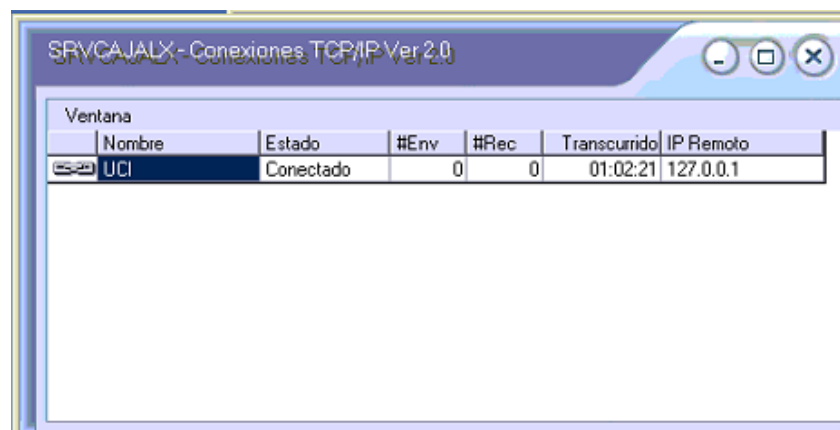 SRVCAJALX - Conexiones TCP/IP Ver 2.0
Ventana
Nombre Estado #Env #Rec Transcurrido IP Remoto
UCI Conectado 0 0 01:02:21 127.0.0.1